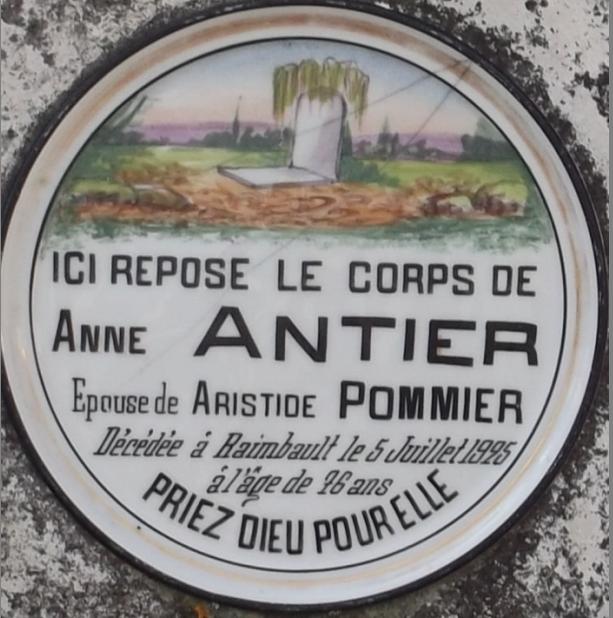 ICI REPOSE LE CORPS DE
ANNE ANTIER
Epouse de ARISTIDE POMMIER
Décédée á Raimbault le 5 Juillet 1925
á l'âge de 76 ans
PRIEZ DIEU POUR ELLE